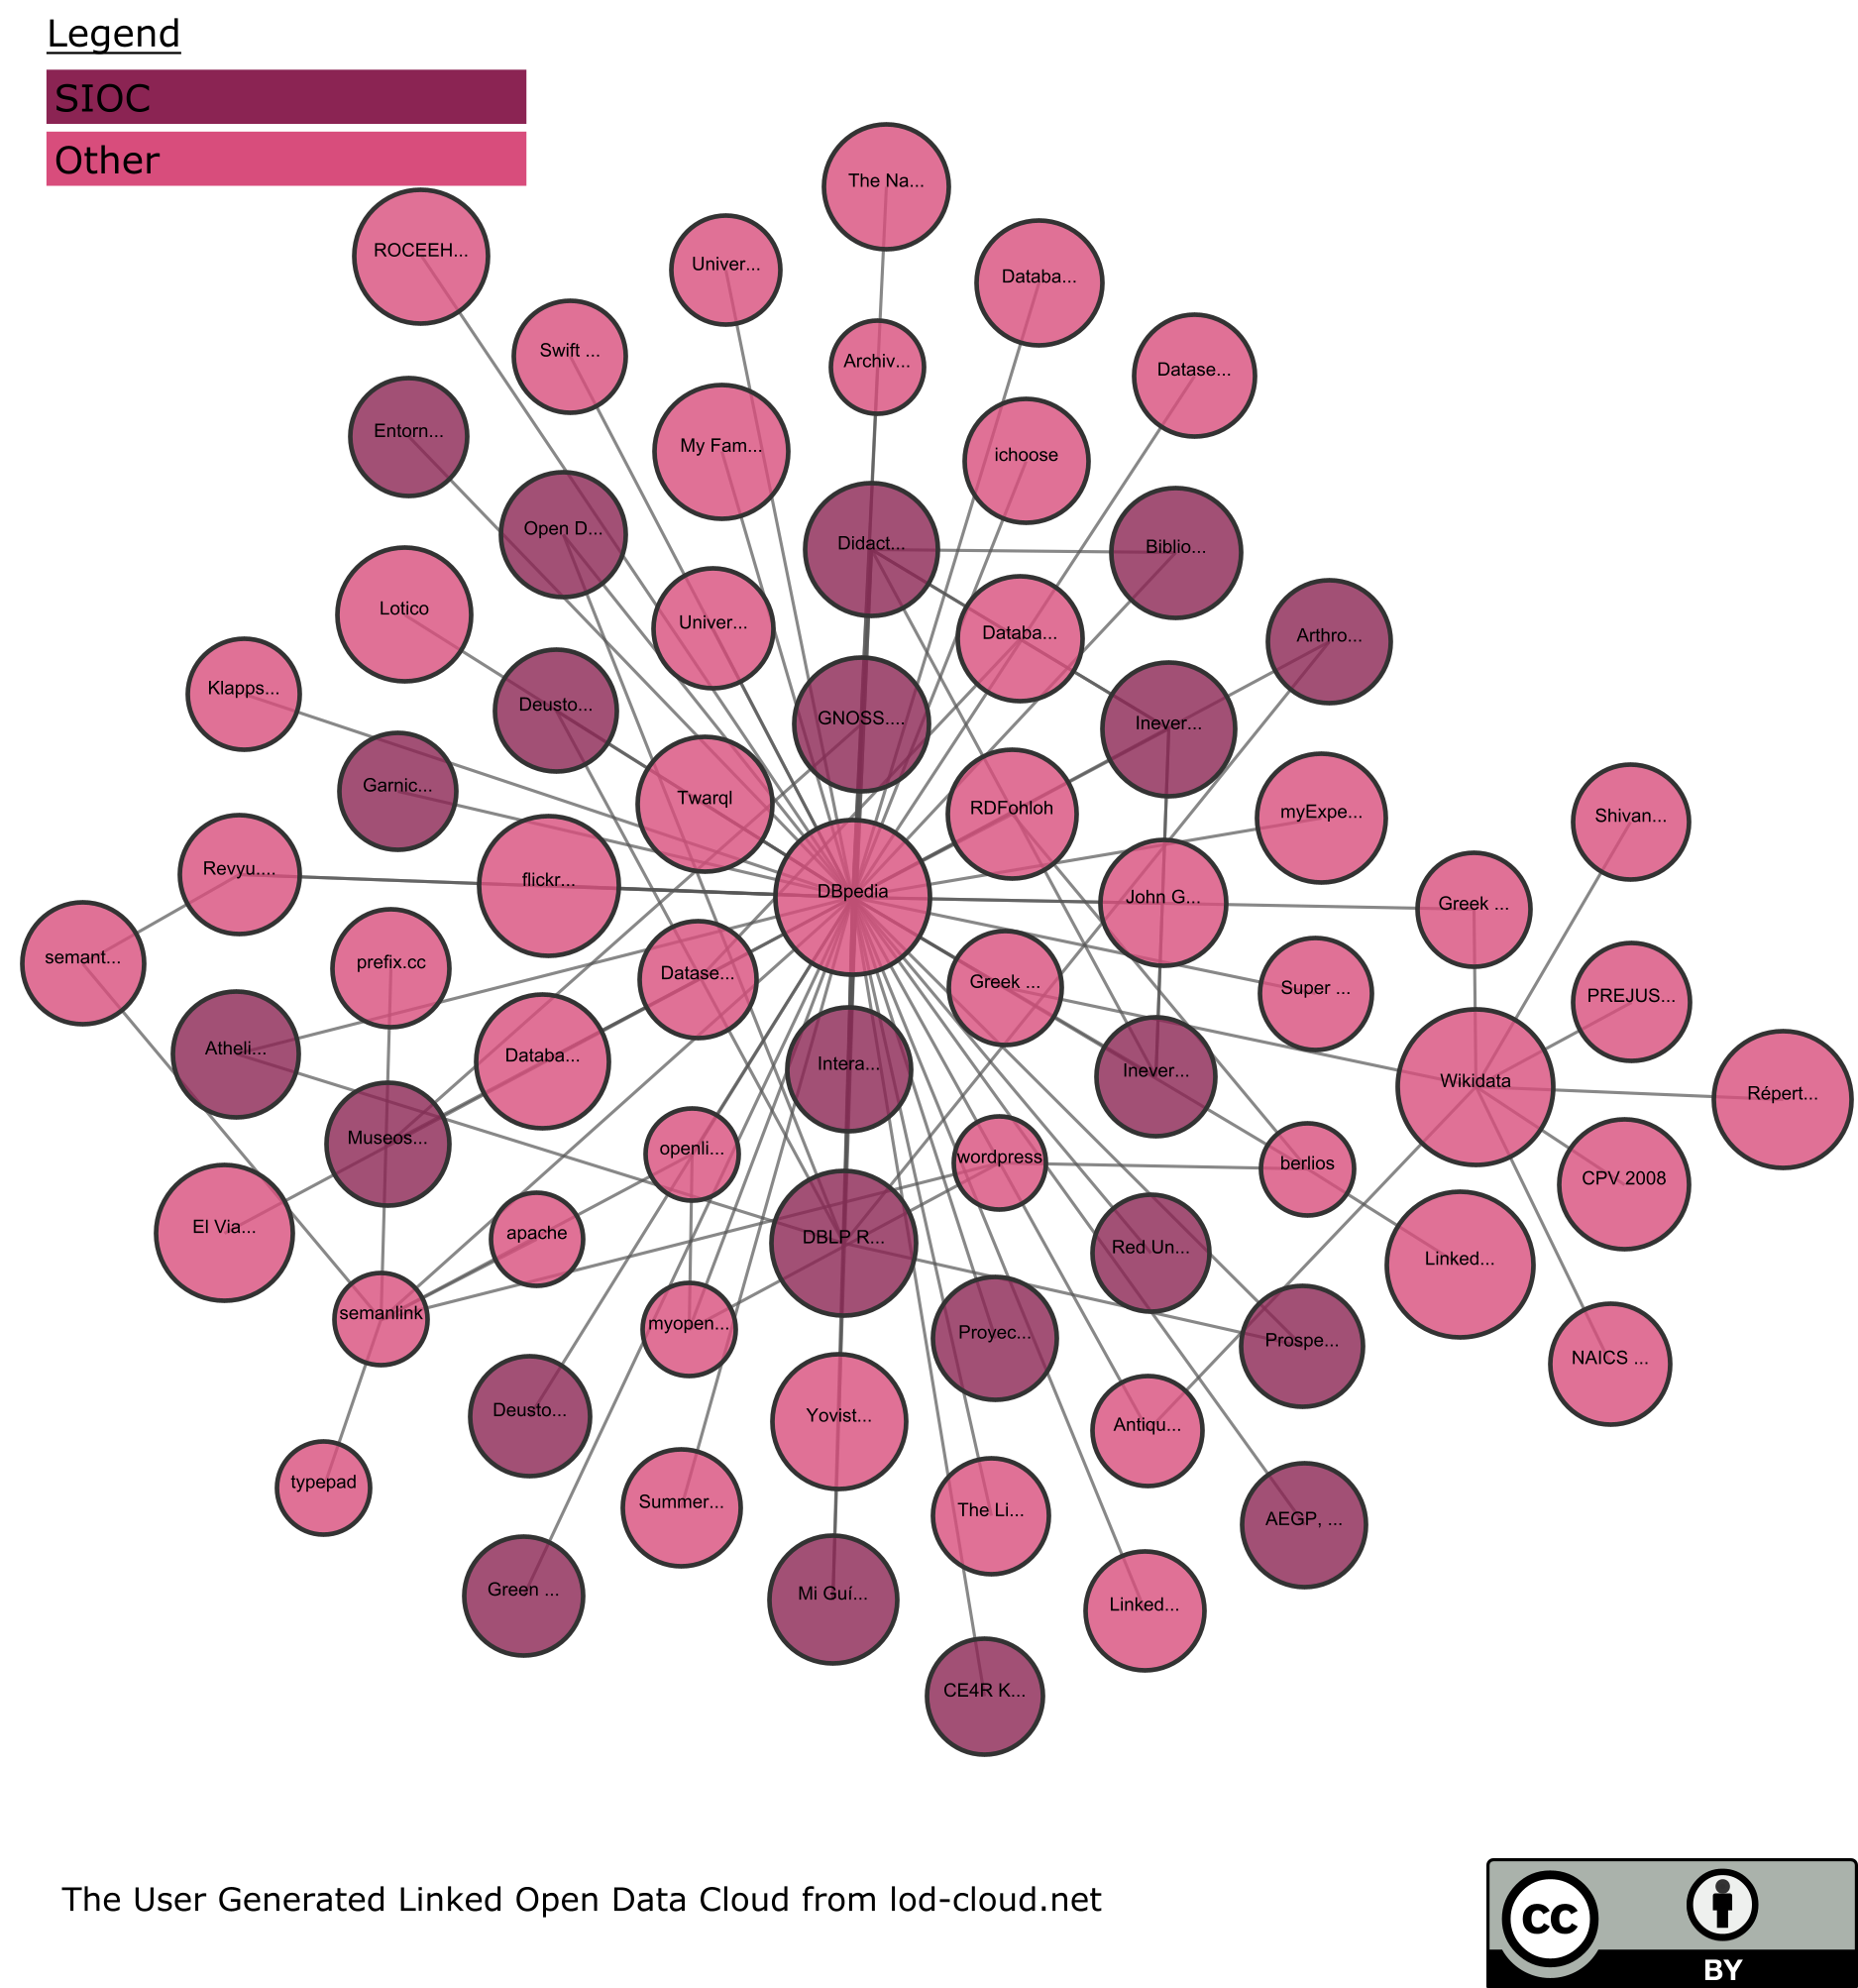 Legend
SIOC
Other
The Na...
ROCEEH...
Univer...
Databa...
Swift ...
Archiv...
Datase...
Entorn...
My Fam...
ichoose
Open D...
Didact...
Biblio...
Lotico
Univer...
Databa...
Arthro...
Klapps...
Deusto...
GNOSS....
Inever...
Garnic...
Twarql
RDFohloh
myExpe...
Shivan...
Revyu....
flickr...
DBpedia
John G...
Greek ...
semant...
prefix.cc
Datase...
Greek ...
Super ...
PREJUS...
Atheli...
Databa...
Intera...
Inever...
Wikidata
Répert...
Museos...
openli...
wordpress
berlios
CPV 2008
El Via...
apache
DBLP R...
Red Un...
Linked...
semanlink
myopen...
Proyec...
Prospe...
NAICS ...
Deusto...
Yovist...
Antiqu...
typepad
Summer...
The Li...
AEGP, ...
Green ...
Mi Guí...
Linked...
CE4R K...
The User Generated Linked Open Data Cloud from lod-cloud.net
cc
BY